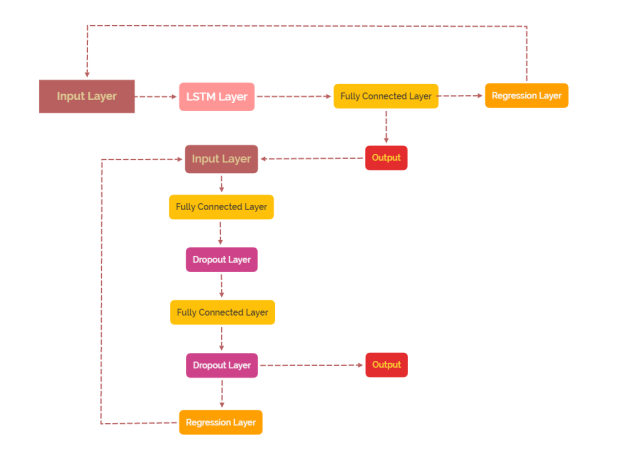 Input Layer
LSTM Layer
Fully Connected Layer
Regression Layer
Input Layer
Output
Fully Connected Layer
Dropout Layer
Fully Connected Layer
Dropout Layer
Output
Regression Layer